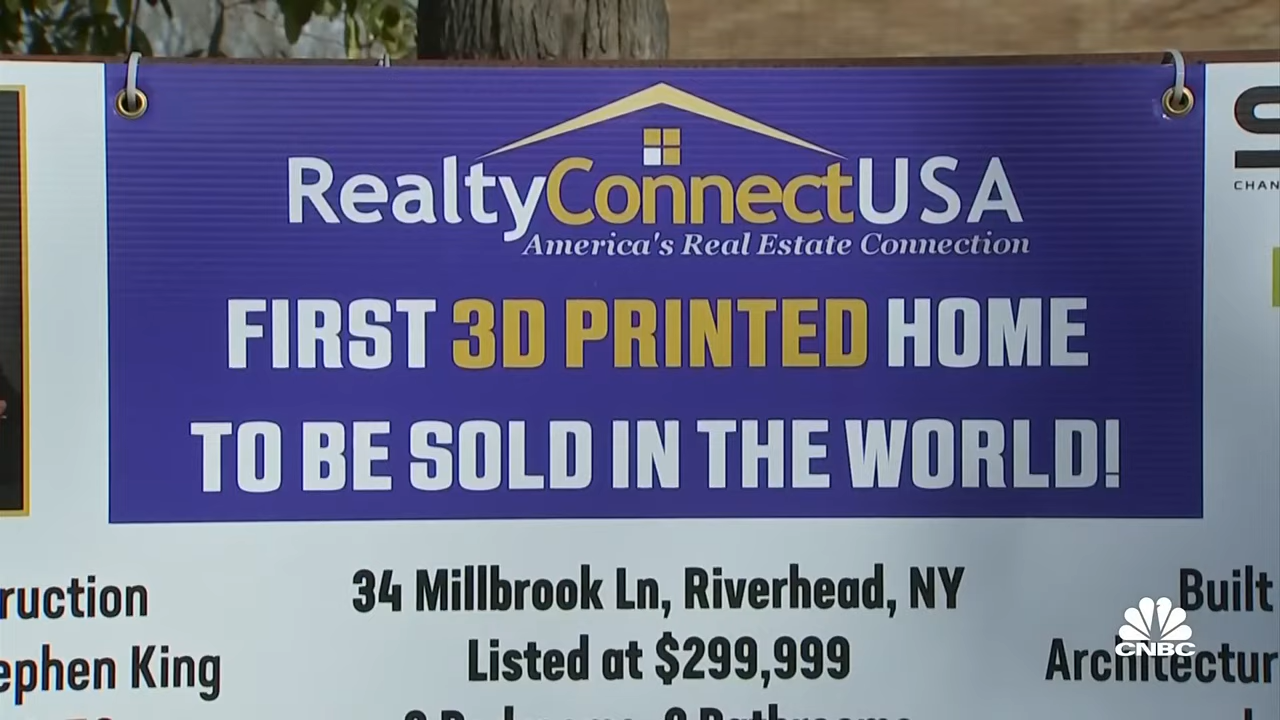 RealtyConnectUSA
America's Real Estate Connection
FIRST 3D PRINTED HOME
TO BE SOLD IN THE WORLD!
34 Millbrook Ln, Riverhead, NY
Listed at $299,999
ruction
ephen King
Built
Architectur
CHAN
CNBC